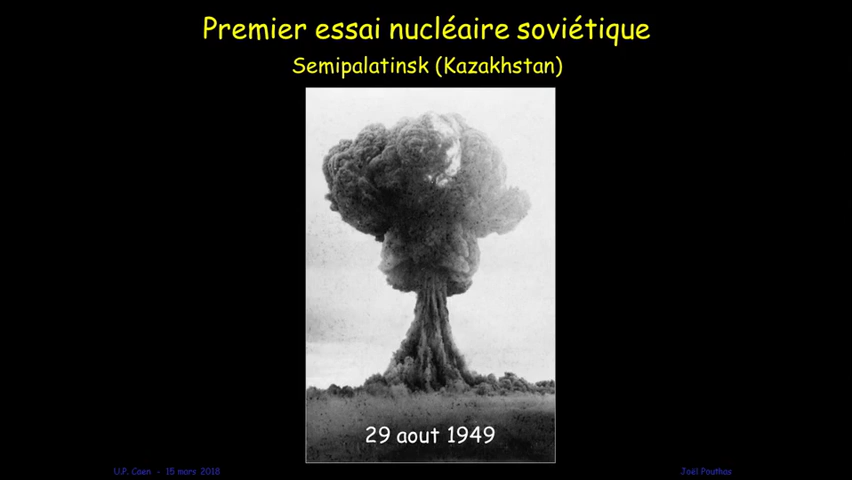 Premier essai nucléaire soviétique
Semipalatinsk (Kazakhstan)
29 aout 1949
U.P. Caen - 15 mars 2018
Joël Pouthas